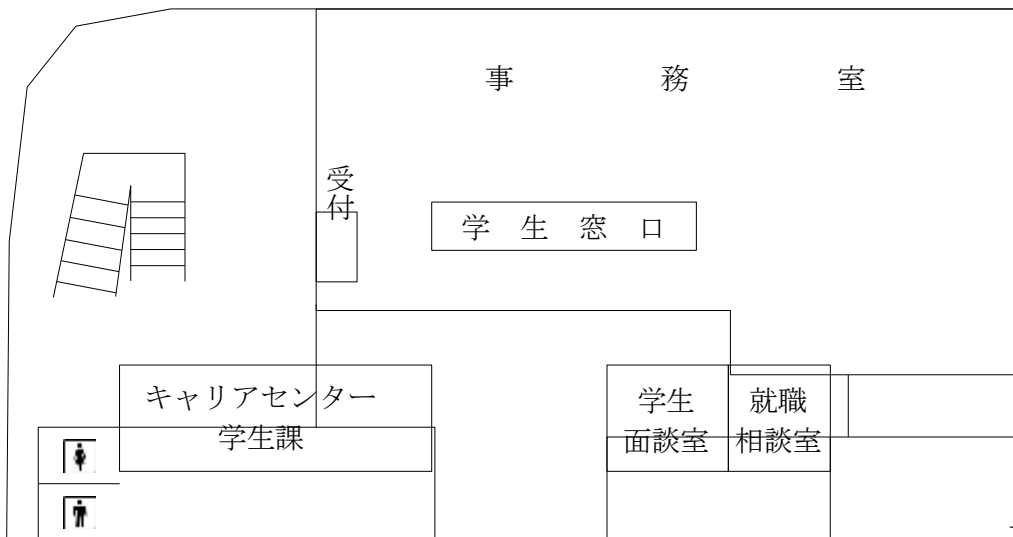 事務室
受付
学生窓口
キャリアセンター
学生課
学生
面談室
就職
相談室